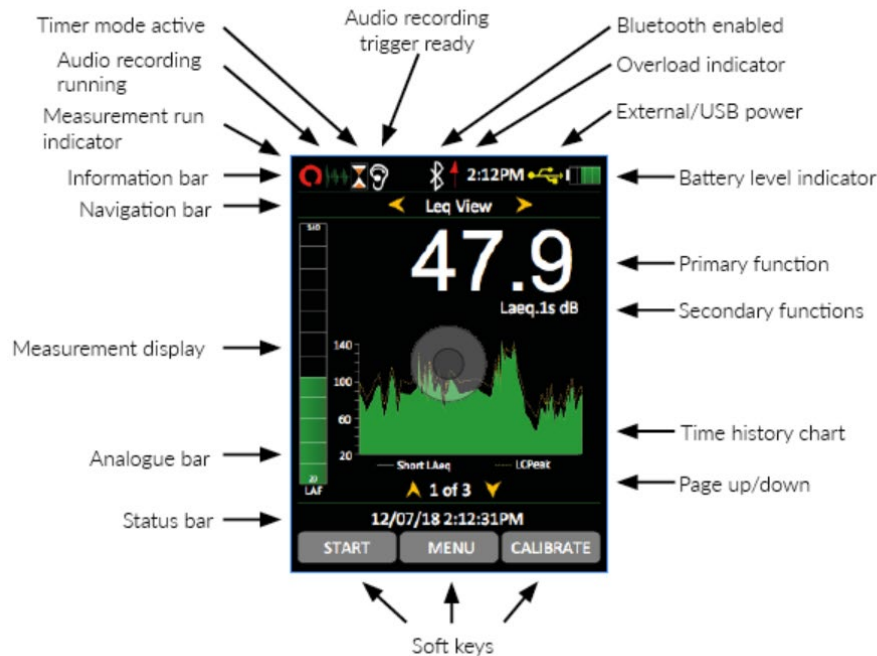 Timer mode active
Audio recording
trigger ready
Bluetooth enabled
Audio recording
running
Overload indicator
Measurement run
indicator
External/USB power
Information bar
2:12PM
Battery level indicator
Navigation bar
Leq View
47.9
Primary function
Laeq.1s dB
Secondary functions
Measurement display
140
100
60
20
Time history chart
Analogue bar
Short LAeq
LCPeak
20
LAF
1 of 3
Page up/down
Status bar
12/07/18 2:12:31PM
START
MENU
CALIBRATE
Soft keys